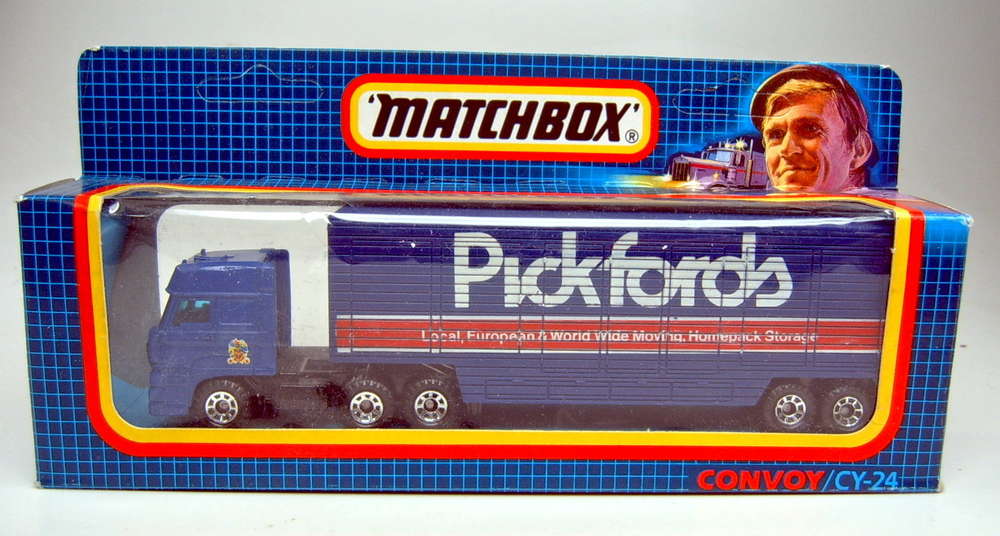 'MATCHBOX'®
Pickfords
Local, European & World Wide Moving, Homepack Storage
CONVOY/CY-24